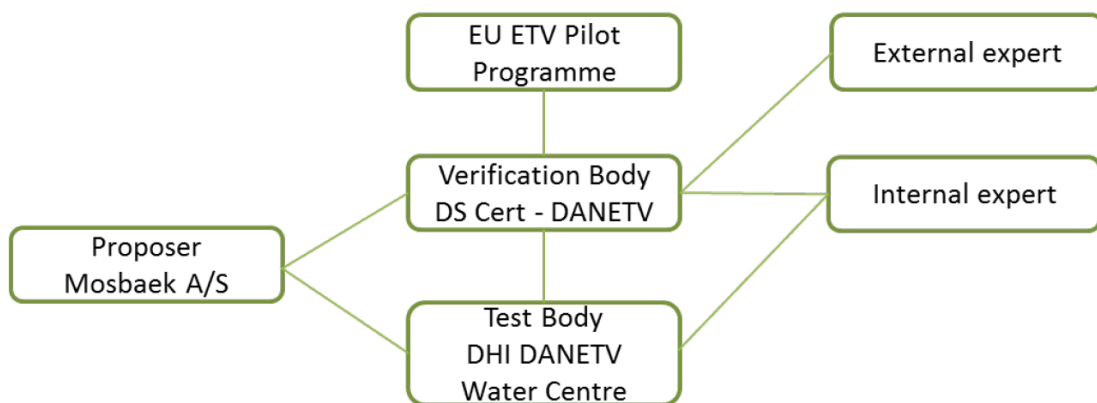 EU ETV Pilot
Programme
External expert
Verification Body
DS Cert - DANETV
Internal expert
Proposer
Mosbaek A/S
Test Body
DHI DANETV
Water Centre